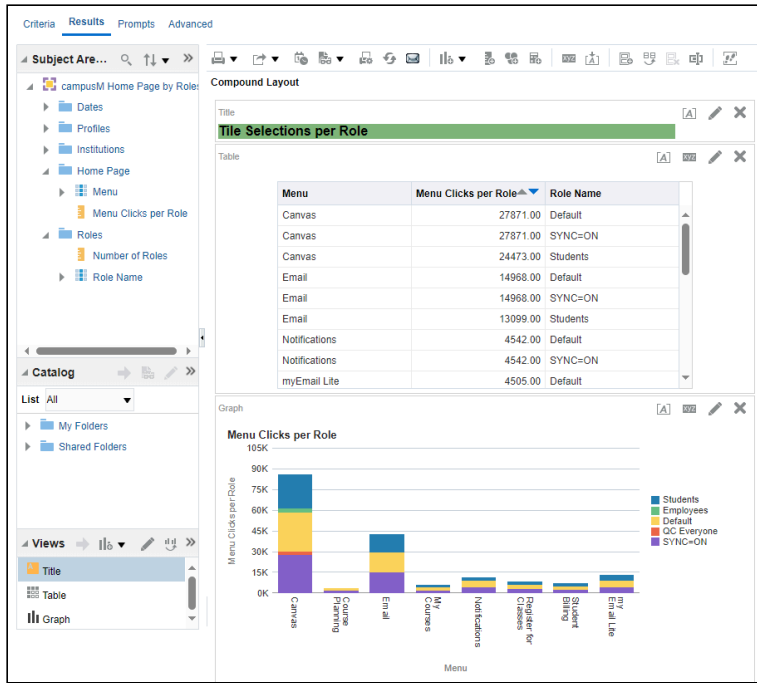 Criteria Results Prompts Advanced
Subject Are...
campusM Home Page by Roles
Dates
Profiles
Institutions
Home Page
Menu
Menu Clicks per Role
Roles
Number of Roles
Role Name
Catalog
List All
My Folders
Shared Folders
Views
Title
Table
Graph
Compound Layout
Title
Tile Selections per Role
Table
Menu Menu Clicks per Role Role Name
Canvas 27871.00 Default
Canvas 27871.00 SYNC=ON
Canvas 24473.00 Students
Email 14968.00 Default
Email 14968.00 SYNC=ON
Email 13099.00 Students
Notifications 4542.00 Default
Notifications 4542.00 SYNC=ON
myEmail Lite 4505.00 Default
Graph
Menu Clicks per Role
Menu Clicks per Role
105K
90K
75K
60K
45K
30K
15K
0K
Canvas
Course
Planning
Email
My
Courses
Notifications
Register for
Classes
Student
Billing
my
Email Lite
Menu
Students
Employees
Default
QC Everyone
SYNC=ON